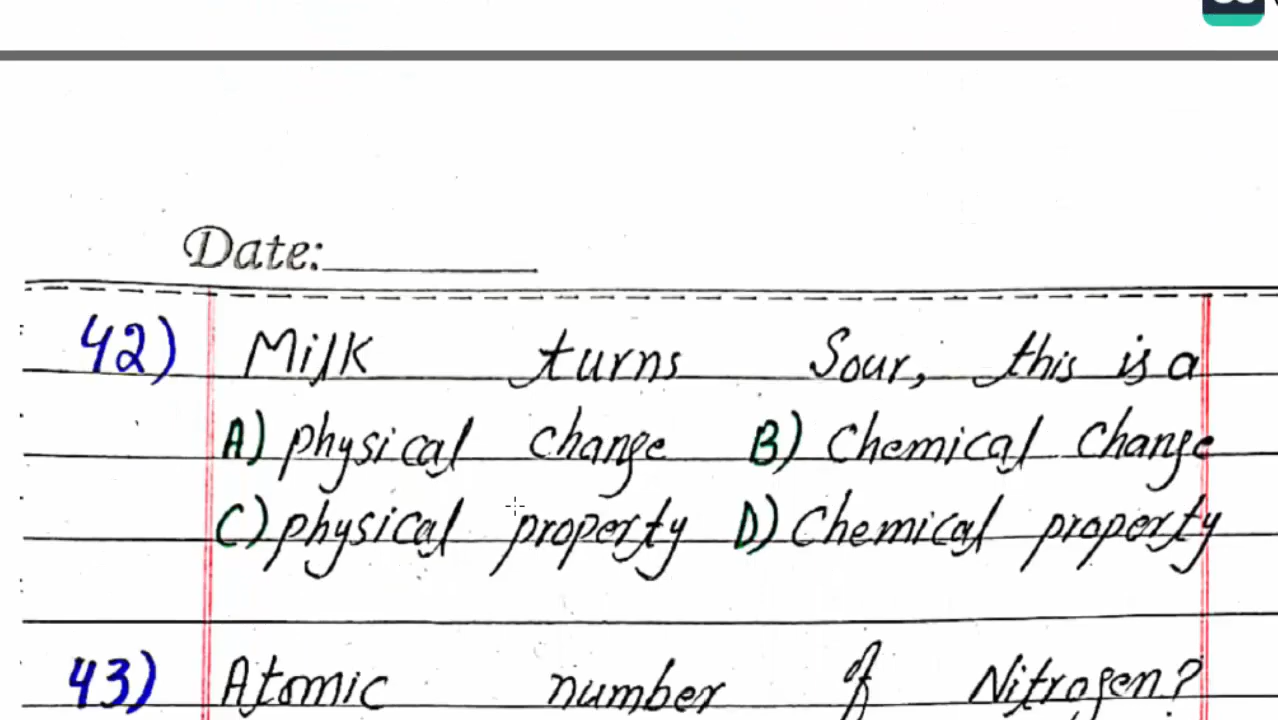 Date:
42) Milk turns Sour, this is a
A) physical change B) Chemical Change
C) physical property D) Chemical property
43) Atomic number of Nitrogen?